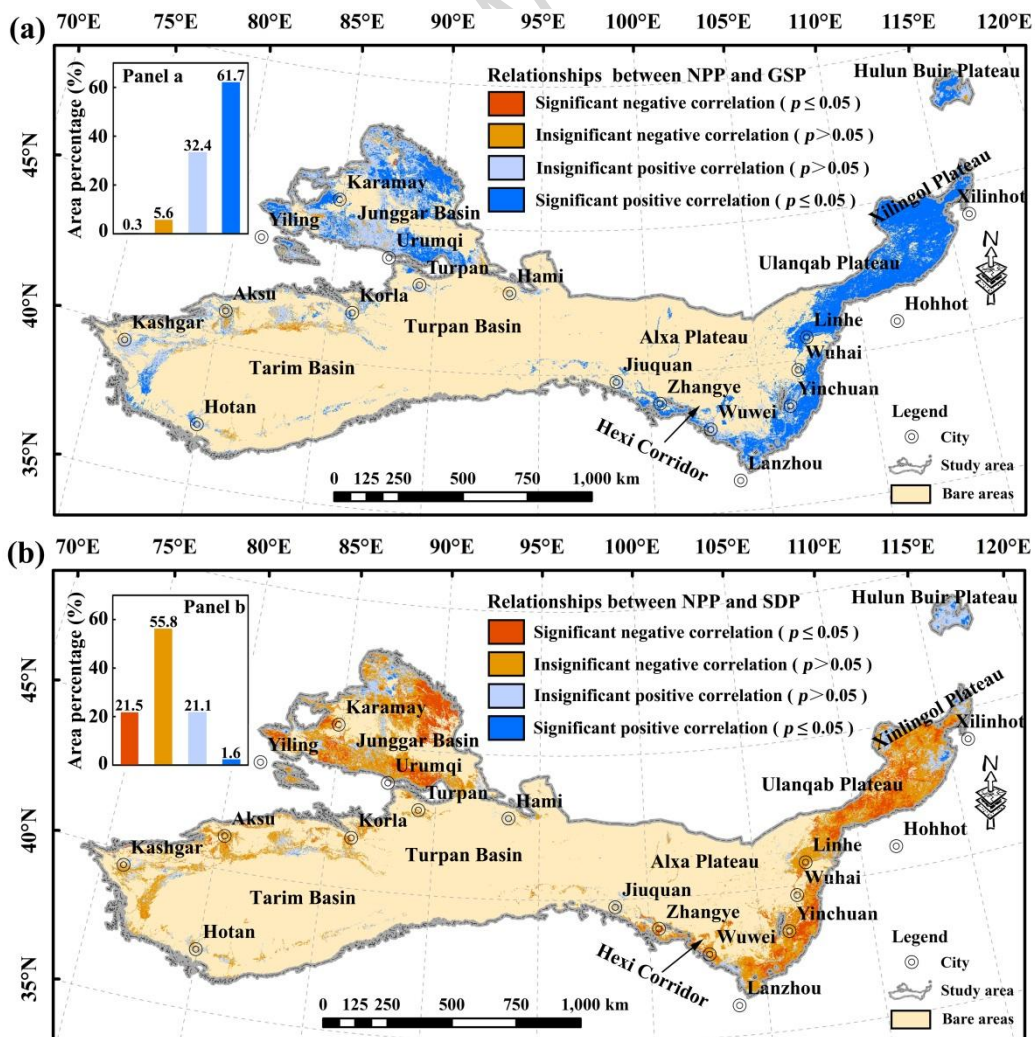 70°E 75°E 80°E 85°E 90°E 95°E 100°E 105°E 110°E 115°E 120°E
(a)
Panel a
Area percentage (%)
60
40
20
0
0.3
5.6
32.4
61.7
Relationships between NPP and GSP
Significant negative correlation ( p ≤ 0.05 )
Insignificant negative correlation ( p > 0.05 )
Insignificant positive correlation ( p > 0.05 )
Significant positive correlation ( p ≤ 0.05 )
Hulun Buir Plateau
45°N
40°N
35°N
Karamay
Yiling
Junggar Basin
Urumqi
Turpan
Hami
Aksu
Korla
Kashgar
Turpan Basin
Tarim Basin
Hotan
Xilingol Plateau
Xilinhot
Ulanqab Plateau
Hohhot
Linhe
Alxa Plateau
Wuhai
Jiuquan
Zhangye
Yinchuan
Wuwei
Hexi Corridor
Lanzhou
N
Legend
City
Study area
Bare areas
0 125 250 500 750 1,000 km
70°E 75°E 80°E 85°E 90°E 95°E 100°E 105°E 110°E 115°E 120°E
(b)
Panel b
Area percentage (%)
60
40
20
0
21.5
55.8
21.1
1.6
Relationships between NPP and SDP
Significant negative correlation ( p ≤ 0.05 )
Insignificant negative correlation ( p > 0.05 )
Insignificant positive correlation ( p > 0.05 )
Significant positive correlation ( p ≤ 0.05 )
Hulun Buir Plateau
45°N
40°N
35°N
Karamay
Yiling
Junggar Basin
Urumqi
Turpan
Hami
Aksu
Korla
Kashgar
Turpan Basin
Tarim Basin
Hotan
Xinlingol Plateau
Xilinhot
Ulanqab Plateau
Hohhot
Linhe
Alxa Plateau
Wuhai
Jiuquan
Zhangye
Yinchuan
Wuwei
Hexi Corridor
Lanzhou
N
Legend
City
Study area
Bare areas
0 125 250 500 750 1,000 km